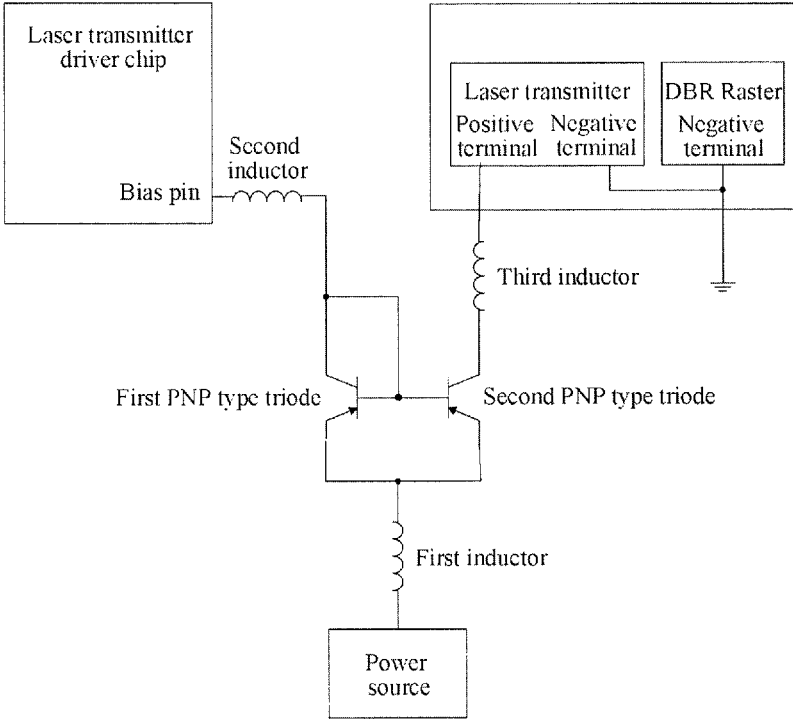 Laser transmitter
driver chip
Bias pin
Second
inductor
Laser transmitter
Positive Negative
terminal terminal
DBR Raster
Negative
terminal
Third inductor
First PNP type triode
Second PNP type triode
First inductor
Power
source